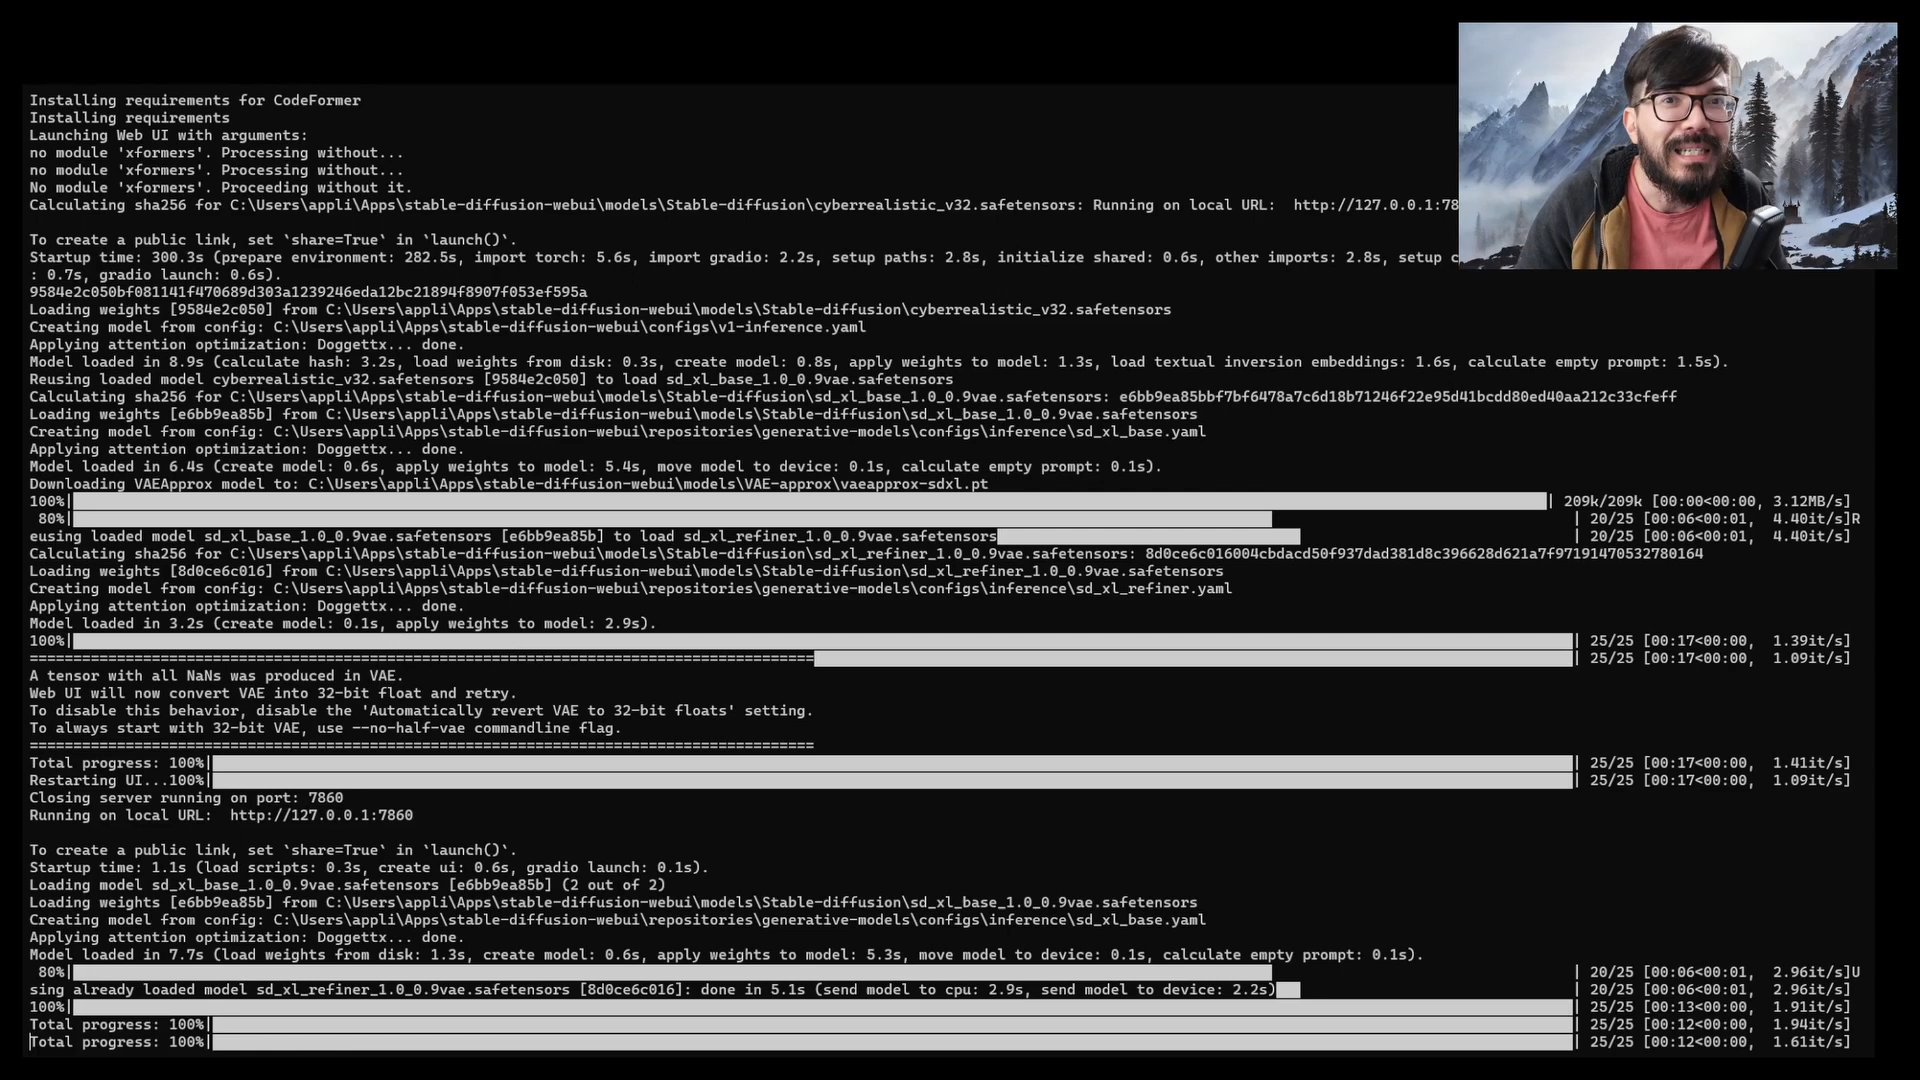 Installing requirements for CodeFormer
Installing requirements
Launching Web UI with arguments:
no module 'xformers'. Processing without...
no module 'xformers'. Processing without...
No module 'xformers'. Proceeding without it.
Calculating sha256 for C:\Users\appli\Apps\stable-diffusion-webui\models\Stable-diffusion\cyberrealistic_v32.safetensors: Running on local URL:  http://127.0.0.1:78
To create a public link, set `share=True` in `launch()`.
Startup time: 300.3s (prepare environment: 282.5s, import torch: 5.6s, import gradio: 2.2s, setup paths: 2.8s, initialize shared: 0.6s, other imports: 2.8s, setup c
: 0.7s, gradio launch: 0.6s).
9584e2c050bf081141f470689d303a1239246eda12bc21894f8907f053ef595a
Loading weights [9584e2c050] from C:\Users\appli\Apps\stable-diffusion-webui\models\Stable-diffusion\cyberrealistic_v32.safetensors
Creating model from config: C:\Users\appli\Apps\stable-diffusion-webui\configs\v1-inference.yaml
Applying attention optimization: Doggettx... done.
Model loaded in 8.9s (calculate hash: 3.2s, load weights from disk: 0.3s, create model: 0.8s, apply weights to model: 1.3s, load textual inversion embeddings: 1.6s, calculate empty prompt: 1.5s).
Reusing loaded model cyberrealistic_v32.safetensors [9584e2c050] to load sd_xl_base_1.0_0.9vae.safetensors
Calculating sha256 for C:\Users\appli\Apps\stable-diffusion-webui\models\Stable-diffusion\sd_xl_base_1.0_0.9vae.safetensors: e6bb9ea85bbf7bf6478a7c6d18b71246f22e95d41bcdd80ed40aa212c33cfeff
Loading weights [e6bb9ea85b] from C:\Users\appli\Apps\stable-diffusion-webui\models\Stable-diffusion\sd_xl_base_1.0_0.9vae.safetensors
Creating model from config: C:\Users\appli\Apps\stable-diffusion-webui\repositories\generative-models\configs\inference\sd_xl_base.yaml
Applying attention optimization: Doggettx... done.
Model loaded in 6.4s (create model: 0.6s, apply weights to model: 5.4s, move model to device: 0.1s, calculate empty prompt: 0.1s).
Downloading VAEApprox model to: C:\Users\appli\Apps\stable-diffusion-webui\models\VAE-approx\vaeapprox-sdxl.pt
100%| | 209k/209k [00:00<00:00, 3.12MB/s]
80%| | 20/25 [00:06<00:01,  4.40it/s]R
eusing loaded model sd_xl_base_1.0_0.9vae.safetensors [e6bb9ea85b] to load sd_xl_refiner_1.0_0.9vae.safetensors | 20/25 [00:06<00:01,  4.40it/s]
Calculating sha256 for C:\Users\appli\Apps\stable-diffusion-webui\models\Stable-diffusion\sd_xl_refiner_1.0_0.9vae.safetensors: 8d0ce6c016004cbdacd50f937dad381d8c396628d621a7f97191470532780164
Loading weights [8d0ce6c016] from C:\Users\appli\Apps\stable-diffusion-webui\models\Stable-diffusion\sd_xl_refiner_1.0_0.9vae.safetensors
Creating model from config: C:\Users\appli\Apps\stable-diffusion-webui\repositories\generative-models\configs\inference\sd_xl_refiner.yaml
Applying attention optimization: Doggettx... done.
Model loaded in 3.2s (create model: 0.1s, apply weights to model: 2.9s).
100%| | 25/25 [00:17<00:00,  1.39it/s]
========================================================================================== | 25/25 [00:17<00:00,  1.09it/s]
A tensor with all NaNs was produced in VAE.
Web UI will now convert VAE into 32-bit float and retry.
To disable this behavior, disable the 'Automatically revert VAE to 32-bit floats' setting.
To always start with 32-bit VAE, use --no-half-vae commandline flag.
==========================================================================================
Total progress: 100%| | 25/25 [00:17<00:00,  1.41it/s]
Restarting UI...100%| | 25/25 [00:17<00:00,  1.09it/s]
Closing server running on port: 7860
Running on local URL:  http://127.0.0.1:7860
To create a public link, set `share=True` in `launch()`.
Startup time: 1.1s (load scripts: 0.3s, create ui: 0.6s, gradio launch: 0.1s).
Loading model sd_xl_base_1.0_0.9vae.safetensors [e6bb9ea85b] (2 out of 2)
Loading weights [e6bb9ea85b] from C:\Users\appli\Apps\stable-diffusion-webui\models\Stable-diffusion\sd_xl_base_1.0_0.9vae.safetensors
Creating model from config: C:\Users\appli\Apps\stable-diffusion-webui\repositories\generative-models\configs\inference\sd_xl_base.yaml
Applying attention optimization: Doggettx... done.
Model loaded in 7.7s (load weights from disk: 1.3s, create model: 0.6s, apply weights to model: 5.3s, move model to device: 0.1s, calculate empty prompt: 0.1s).
80%| | 20/25 [00:06<00:01,  2.96it/s]U
sing already loaded model sd_xl_refiner_1.0_0.9vae.safetensors [8d0ce6c016]: done in 5.1s (send model to cpu: 2.9s, send model to device: 2.2s) | 20/25 [00:06<00:01,  2.96it/s]
100%| | 25/25 [00:13<00:00,  1.91it/s]
Total progress: 100%| | 25/25 [00:12<00:00,  1.94it/s]
Total progress: 100%| | 25/25 [00:12<00:00,  1.61it/s]